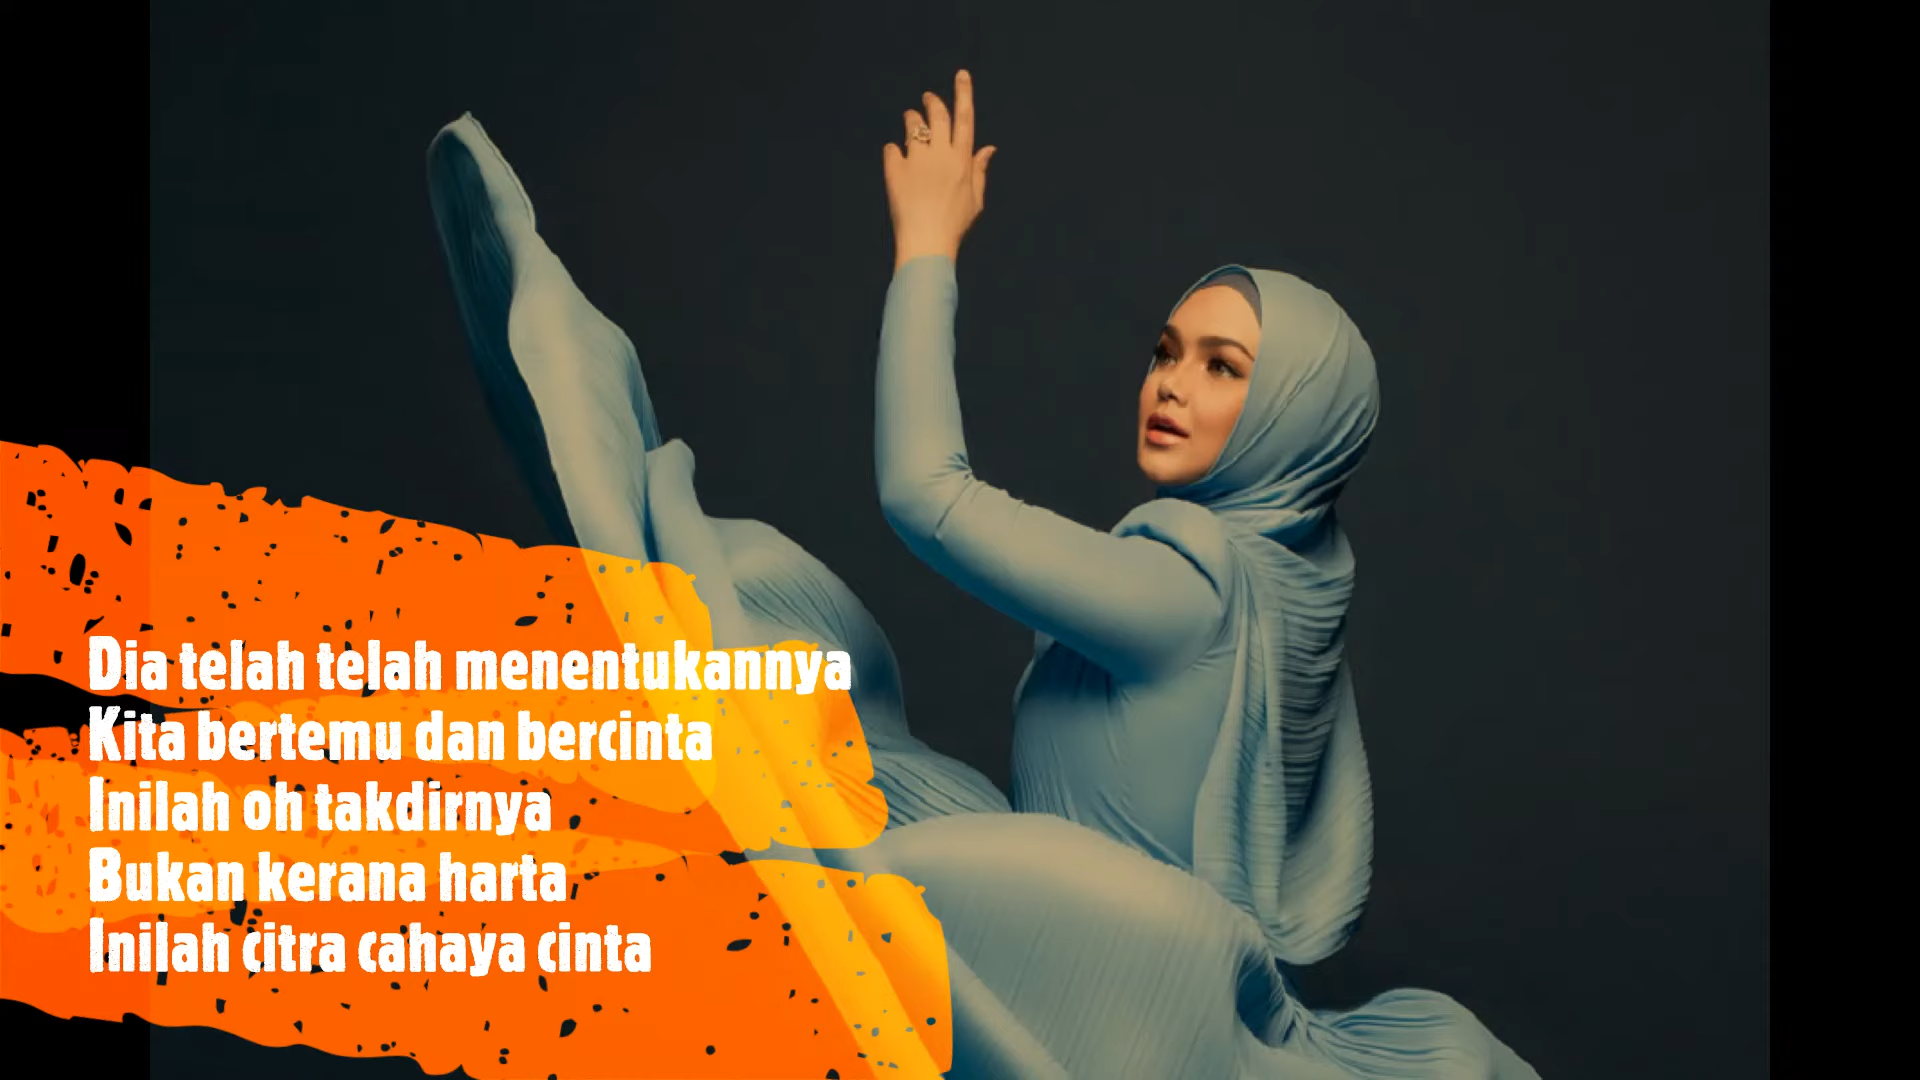 Dia telah telah menentukannya
Kita bertemu dan bercinta
Inilah oh takdirnya
Bukan kerana harta
Inilah citra cahaya cinta